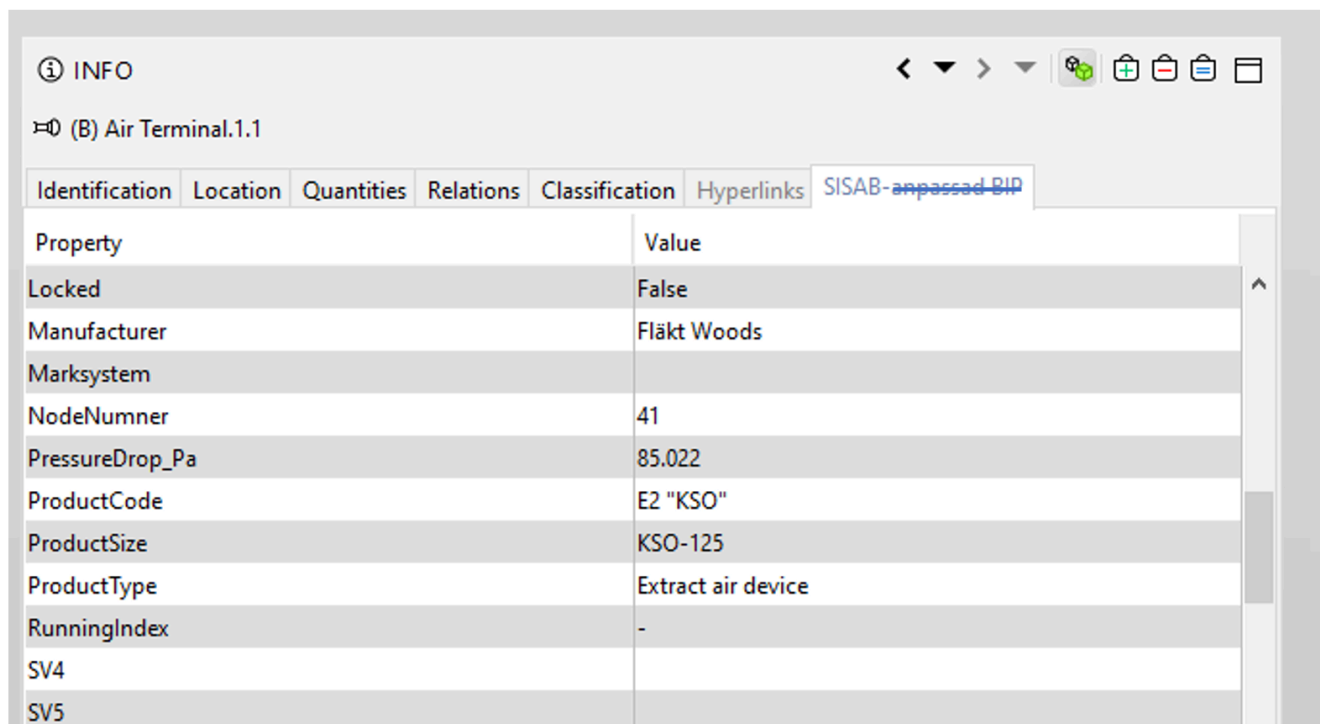 INFO
(B) Air Terminal.1.1
Identification Location Quantities Relations Classification Hyperlinks SISAB-anpassad BIP
Property Value
Locked False
Manufacturer Fläkt Woods
Marksystem
NodeNumner 41
PressureDrop_Pa 85.022
ProductCode E2 "KSO"
ProductSize KSO-125
ProductType Extract air device
RunningIndex -
SV4
SV5